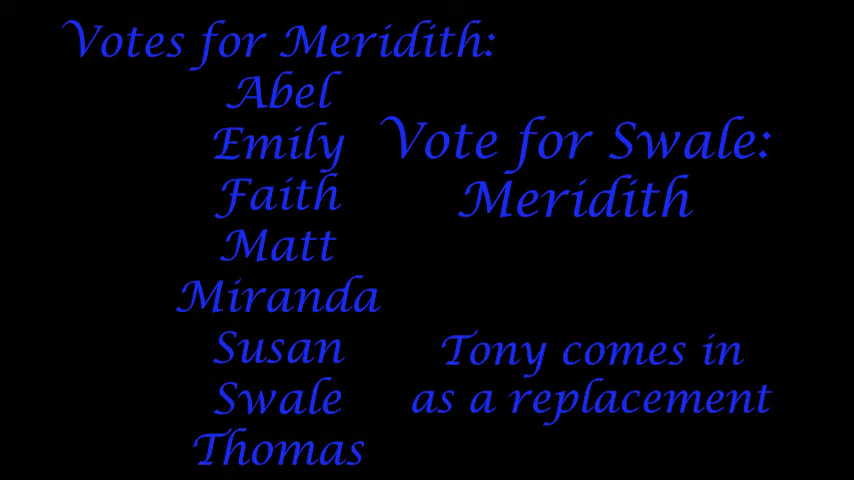 Votes for Meridith:
Abel
Emily
Faith
Matt
Miranda
Susan
Swale
Thomas
Vote for Swale:
Meridith
Tony comes in
as a replacement